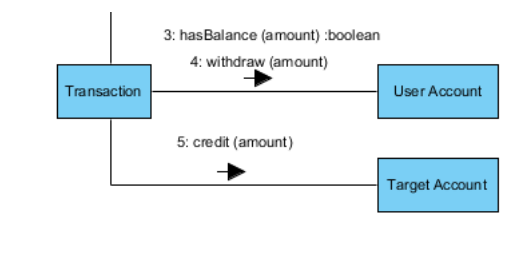 3: hasBalance (amount) :boolean
4: withdraw (amount)
Transaction
User Account
5: credit (amount)
Target Account